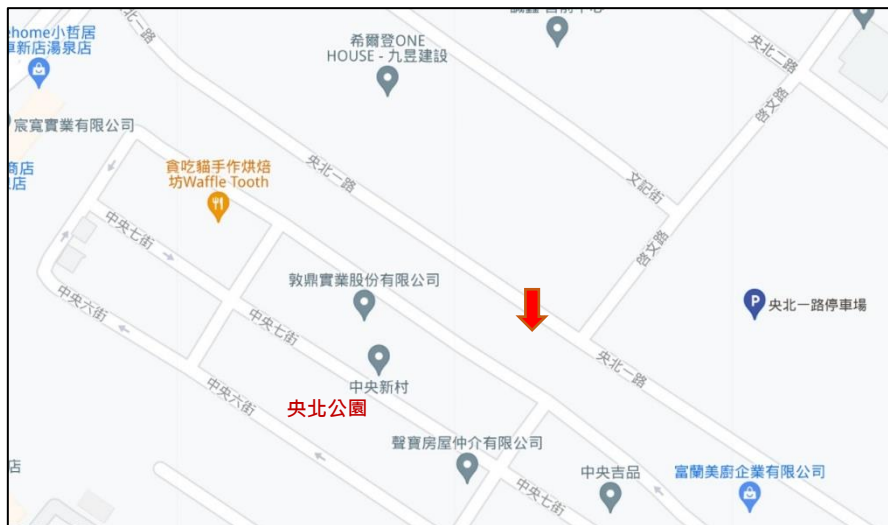 ehome小哲居
車新店湯泉店
一路
希爾登ONE
HOUSE - 九昱建設
央北二路
啓文路
宸寬實業有限公司
商店
店
貪吃貓手作烘焙
坊Waffle Tooth
央北一路
文記街
啓文路
中央七街
中央六街
敦鼎實業股份有限公司
P 央北一路停車場
中央七街
央北一路
中央新村
中央六街
央北公園
聲寶房屋仲介有限公司
店
中央吉品
富蘭美廚企業有限公司
中央七街